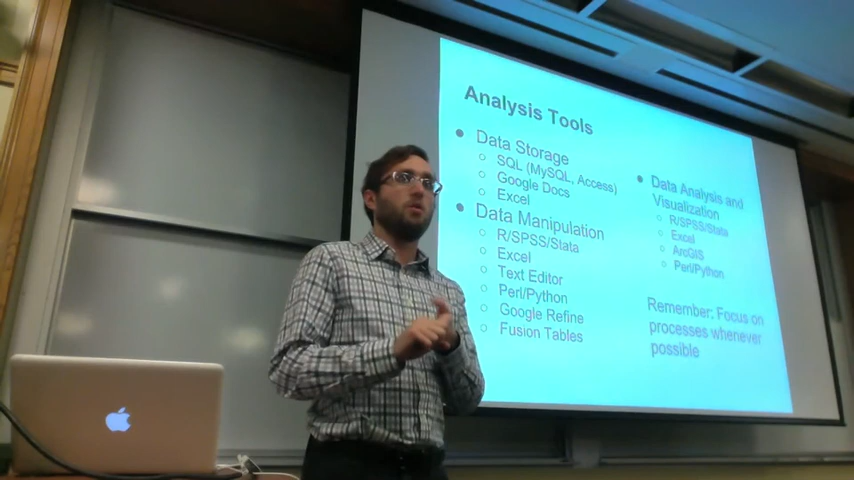 Analysis Tools
● Data Storage
○ SQL (MySQL, Access)
○ Google Docs
○ Excel
● Data Manipulation
○ R/SPSS/Stata
○ Excel
○ Text Editor
○ Perl/Python
○ Google Refine
○ Fusion Tables
● Data Analysis and
Visualization
○ R/SPSS/Stata
○ Excel
○ ArcGIS
○ Perl/Python
Remember: Focus on
processes whenever
possible